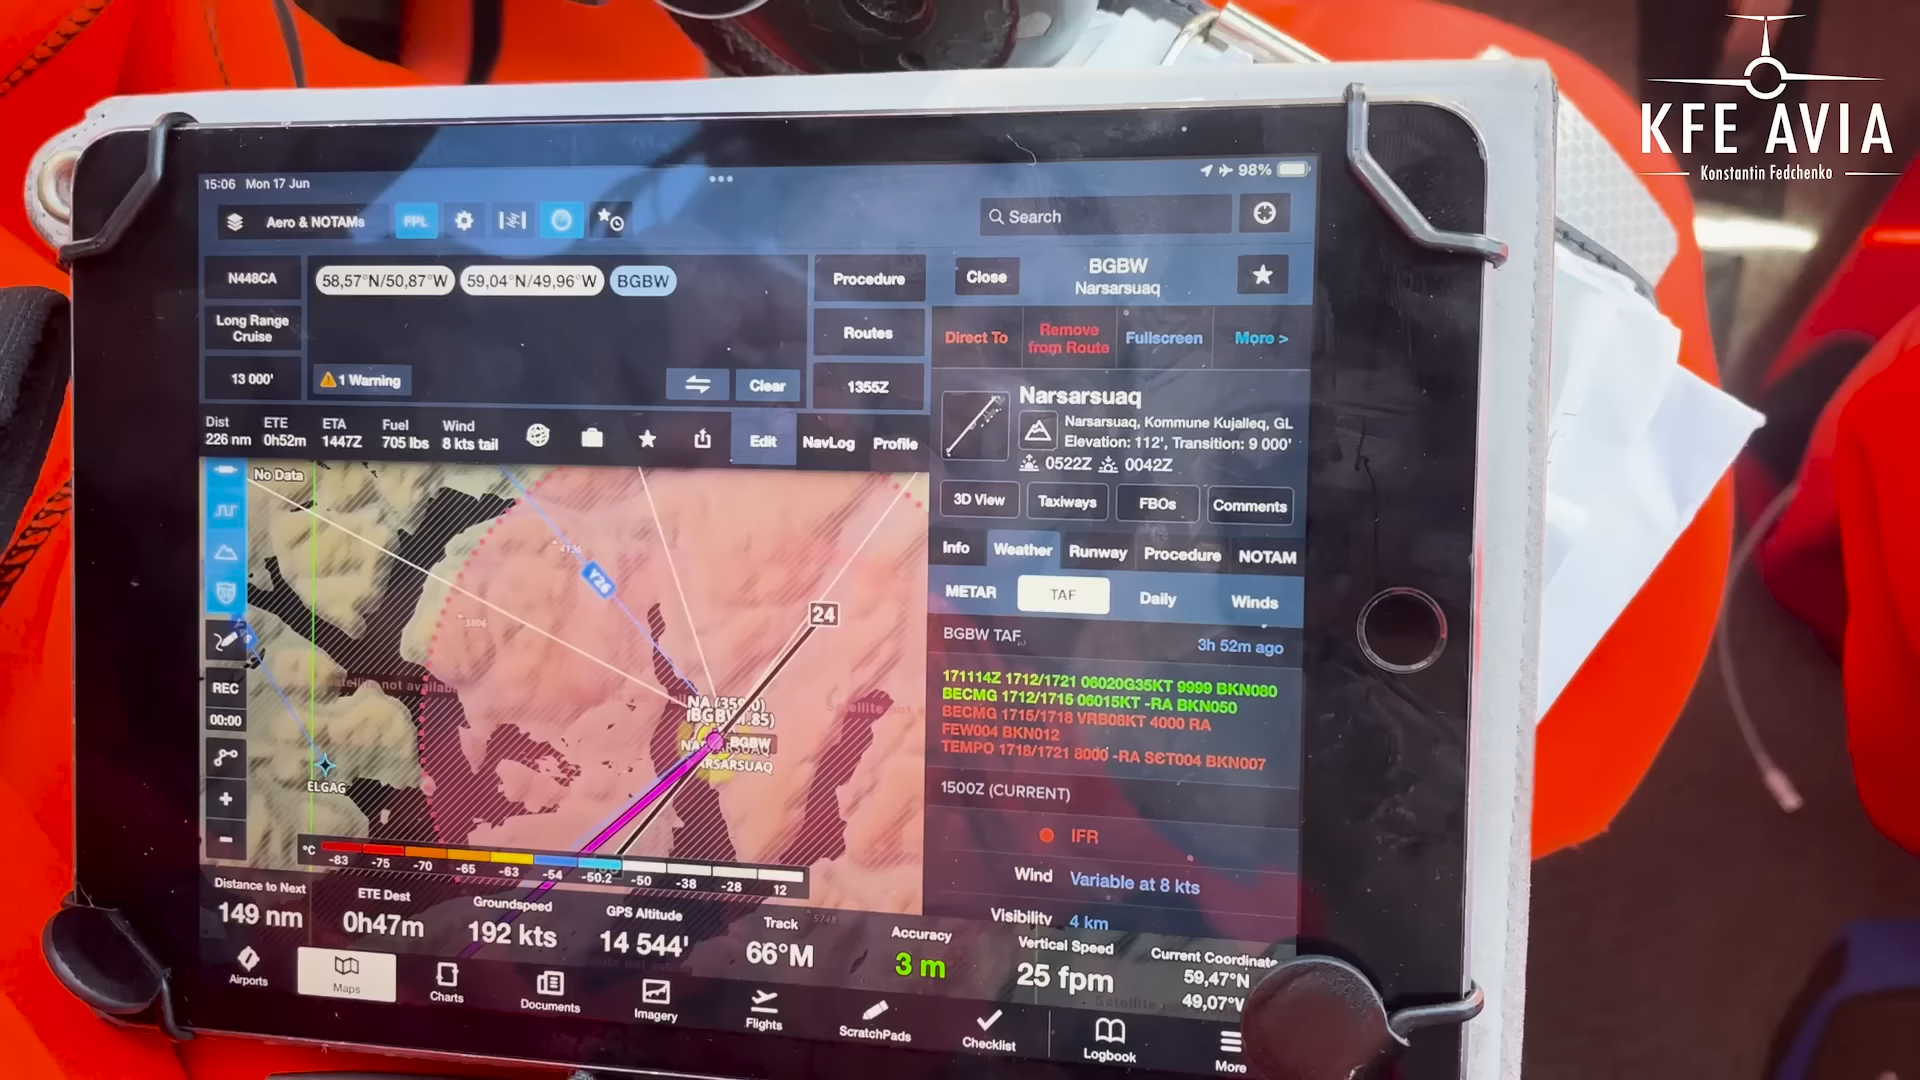 KFE AVIA
Konstantin Fedchenko
15:06 Mon 17 Jun
98%
Aero & NOTAMs
FPL
Search
N448CA
58,57°N/50,87°W
59,04°N/49,96°W
BGBW
Procedure
Long Range
Cruise
Routes
13 000'
1 Warning
Clear
1355Z
Dist
226 nm
ETE
0h52m
ETA
1447Z
Fuel
705 lbs
Wind
8 kts tail
Edit
NavLog
Profile
Close
BGBW
Narsarsuaq
Direct To
Remove
from Route
Fullscreen
More >
Narsarsuaq
Narsarsuaq, Kommune Kujalleq, GL
Elevation: 112', Transition: 9 000'
0522Z
0042Z
3D View
Taxiways
FBOs
Comments
Info
Weather
Runway
Procedure
NOTAM
METAR
TAF
Daily
Winds
BGBW TAF
3h 52m ago
171114Z 1712/1721 06020G35KT 9999 BKN080
BECMG 1712/1715 06015KT -RA BKN050
BECMG 1715/1718 VRB08KT 4000 RA
FEW004 BKN012
TEMPO 1718/1721 8000 -RA SCT004 BKN007
1500Z (CURRENT)
IFR
Wind
Variable at 8 kts
Visibility
4 km
No Data
Y26
24
3806
REC
00:00
ELGAG
BGBW
°C
-83
-75
-70
-65
-63
-54
-50.2
-50
-38
-28
12
5748
Distance to Next
149 nm
ETE Dest
0h47m
Groundspeed
192 kts
GPS Altitude
14 544'
Track
66°M
Accuracy
3 m
Vertical Speed
25 fpm
Current Coordinate
59,47°N
49,07°W
Airports
Maps
Charts
Documents
Imagery
Flights
ScratchPads
Checklist
Logbook
More